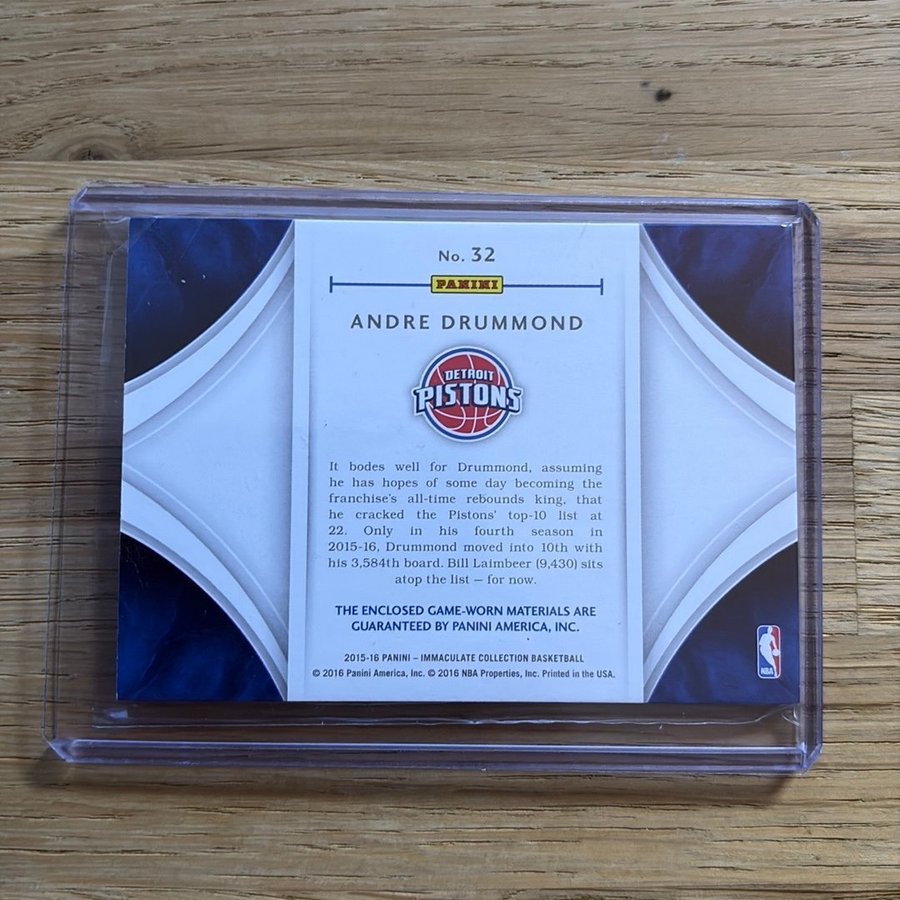 No. 32
PANINI
ANDRE DRUMMOND
DETROIT
PISTONS
It bodes well for Drummond, assuming
he has hopes of some day becoming the
franchise's all-time rebounds king, that
he cracked the Pistons' top-10 list at
22. Only in his fourth season in
2015-16, Drummond moved into 10th with
his 3,584th board. Bill Laimbeer (9,430) sits
atop the list – for now.
THE ENCLOSED GAME-WORN MATERIALS ARE
GUARANTEED BY PANINI AMERICA, INC.
2015-16 PANINI – IMMACULATE COLLECTION BASKETBALL
© 2016 Panini America, Inc. © 2016 NBA Properties, Inc. Printed in the USA.
NBA